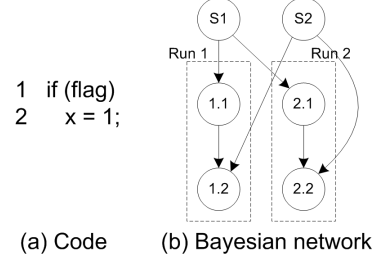 S1 S2
Run 1 Run 2
1 if (flag)
2 x = 1;
1.1 2.1
1.2 2.2
(a) Code (b) Bayesian network